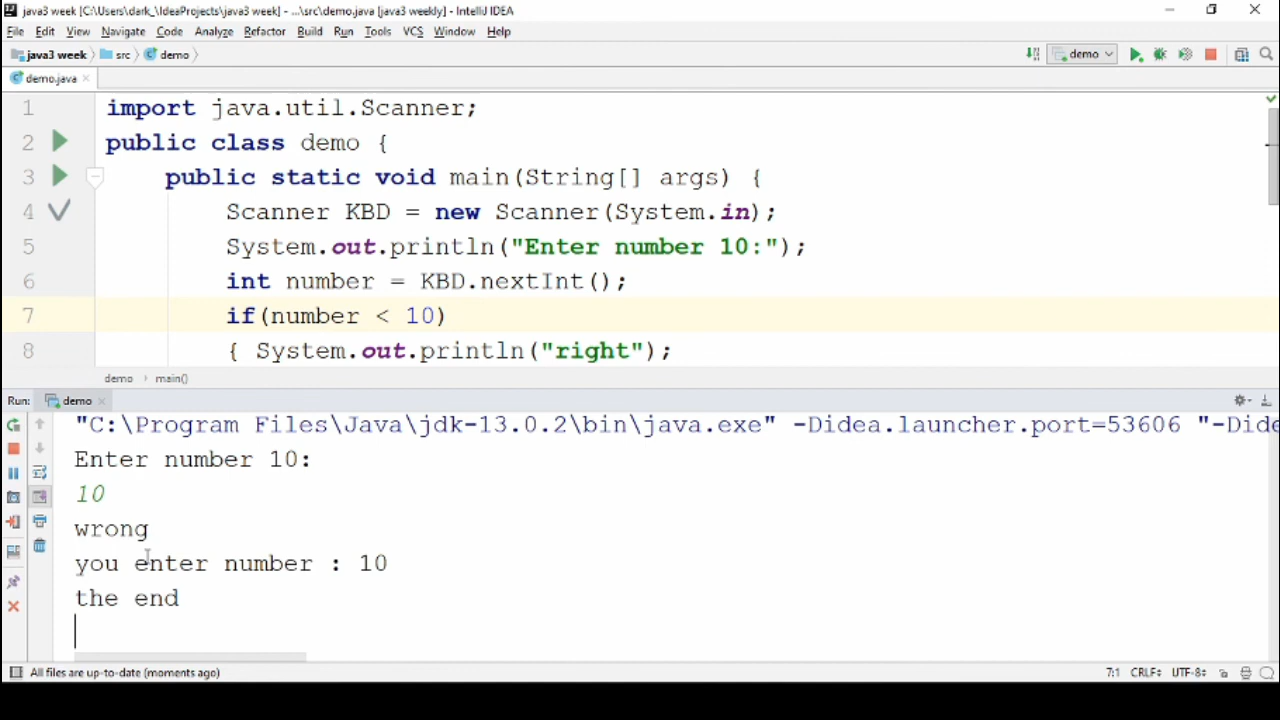 java3 week [C:\Users\dark_\IdeaProjects\java3 week] - ...\src\demo.java [java3 weekly] - IntelliJ IDEA
File Edit View Navigate Code Analyze Refactor Build Run Tools VCS Window Help
java3 week src demo demo
demo.java
1 import java.util.Scanner;
2 public class demo {
3 public static void main(String[] args) {
4 Scanner KBD = new Scanner(System.in);
5 System.out.println("Enter number 10:");
6 int number = KBD.nextInt();
7 if(number < 10)
8 { System.out.println("right");
demo main()
Run: demo
"C:\Program Files\Java\jdk-13.0.2\bin\java.exe" -Didea.launcher.port=53606 "-Dide
Enter number 10:
10
wrong
you enter number : 10
the end
All files are up-to-date (moments ago) 7:1 CRLF UTF-8